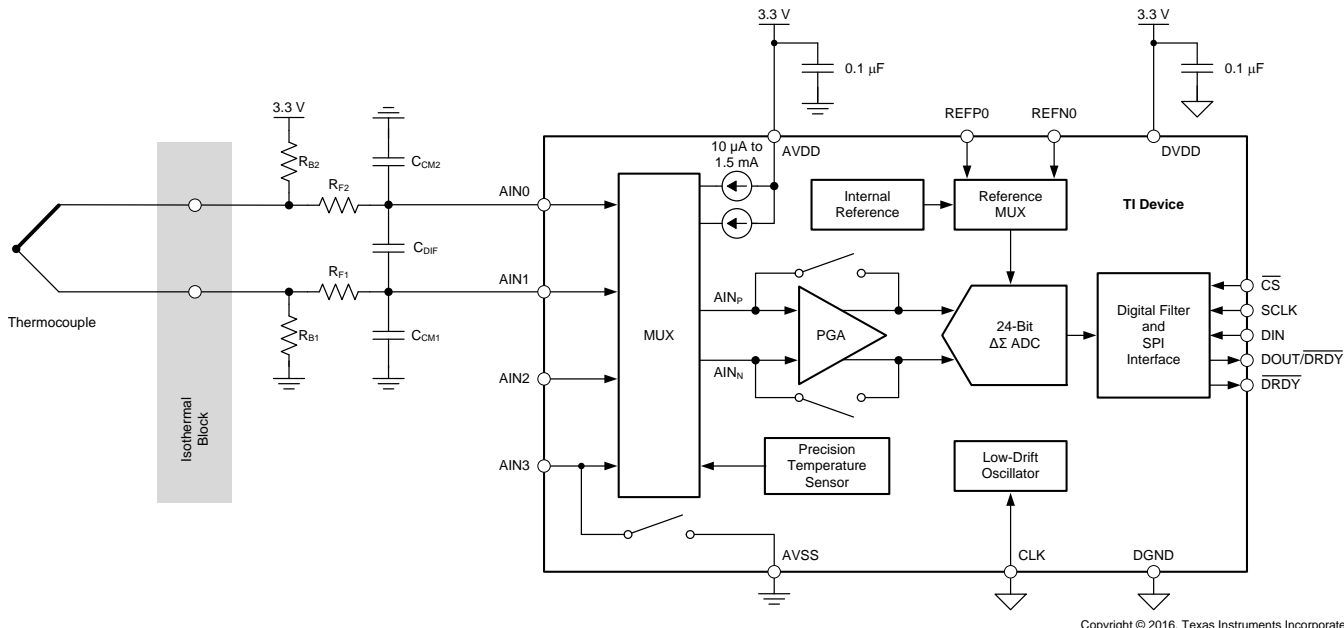 3.3 V
3.3 V
0.1 μF
0.1 μF
3.3 V
REFP0
REFN0
RB2
CCM2
10 μA to
1.5 mA
AVDD
DVDD
RF2
AIN0
Internal
Reference
Reference
MUX
TI Device
CDIF
RF1
AIN1
Thermocouple
RB1
CCM1
MUX
AINP
PGA
AINN
24-Bit
ΔΣ ADC
Digital Filter
and
SPI
Interface
CS
SCLK
DIN
DOUT/DRDY
DRDY
AIN2
Isothermal
Block
AIN3
Precision
Temperature
Sensor
Low-Drift
Oscillator
AVSS
CLK
DGND
Copyright © 2016, Texas Instruments Incorporate